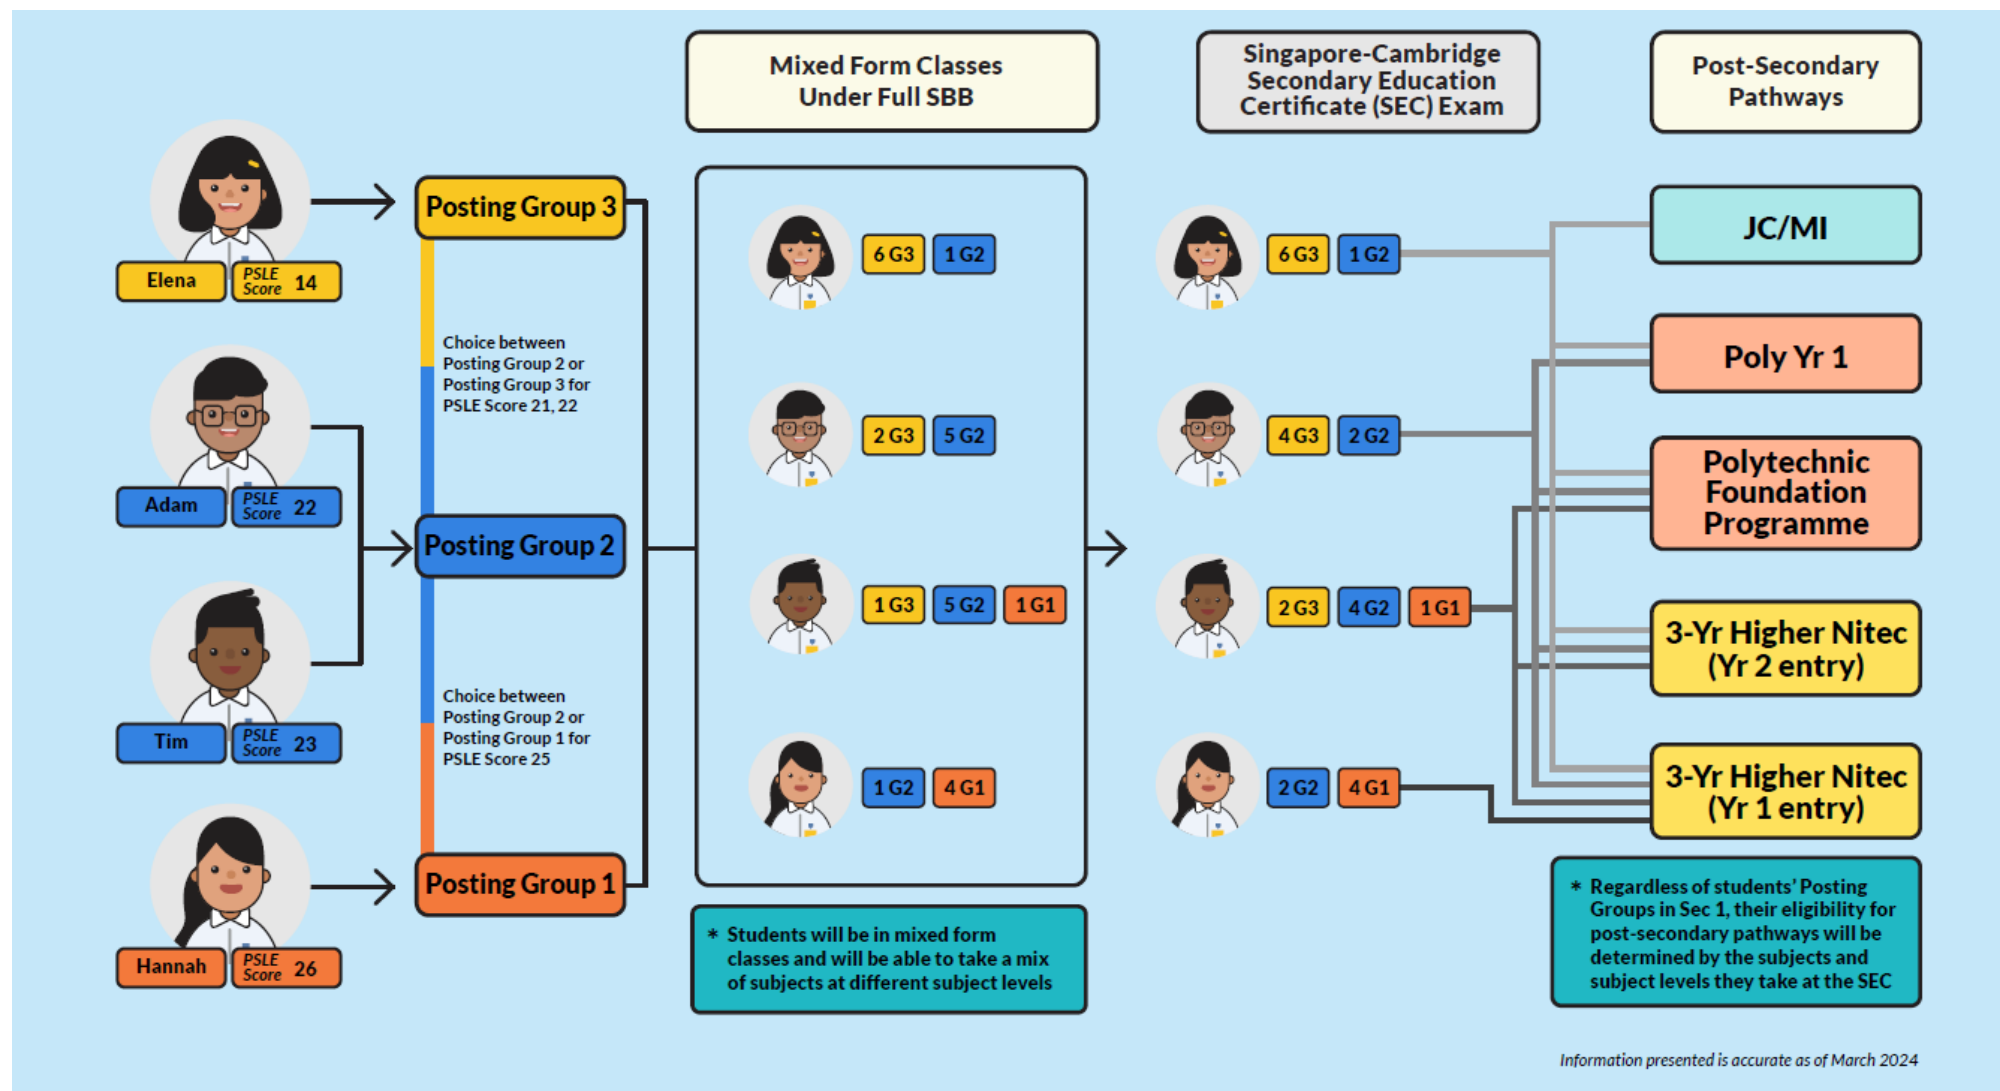 Mixed Form Classes
Under Full SBB
Singapore-Cambridge
Secondary Education
Certificate (SEC) Exam
Post-Secondary
Pathways
Elena
PSLE
Score 14
Adam
PSLE
Score 22
Tim
PSLE
Score 23
Hannah
PSLE
Score 26
Posting Group 3
Choice between
Posting Group 2 or
Posting Group 3 for
PSLE Score 21, 22
Posting Group 2
Choice between
Posting Group 2 or
Posting Group 1 for
PSLE Score 25
Posting Group 1
6 G3 1 G2
2 G3 5 G2
1 G3 5 G2 1 G1
1 G2 4 G1
* Students will be in mixed form
classes and will be able to take a mix
of subjects at different subject levels
6 G3 1 G2
4 G3 2 G2
2 G3 4 G2 1 G1
2 G2 4 G1
JC/MI
Poly Yr 1
Polytechnic
Foundation
Programme
3-Yr Higher Nitec
(Yr 2 entry)
3-Yr Higher Nitec
(Yr 1 entry)
* Regardless of students' Posting
Groups in Sec 1, their eligibility for
post-secondary pathways will be
determined by the subjects and
subject levels they take at the SEC
Information presented is accurate as of March 2024